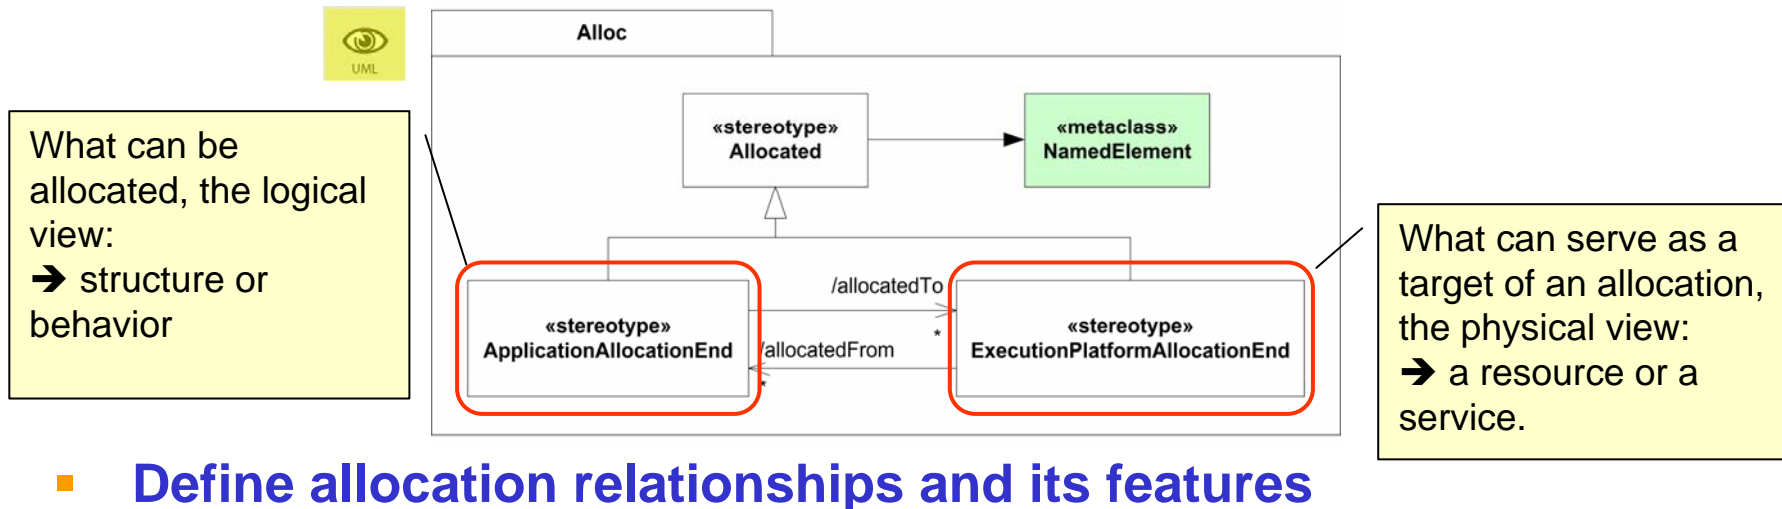 UML
Alloc
What can be
allocated, the logical
view:
➔ structure or
behavior
«stereotype»
Allocated
«metaclass»
NamedElement
/allocatedTo
*
«stereotype»
ApplicationAllocationEnd
/allocatedFrom
*
«stereotype»
ExecutionPlatformAllocationEnd
What can serve as a
target of an allocation,
the physical view:
➔ a resource or a
service.
▪ Define allocation relationships and its features